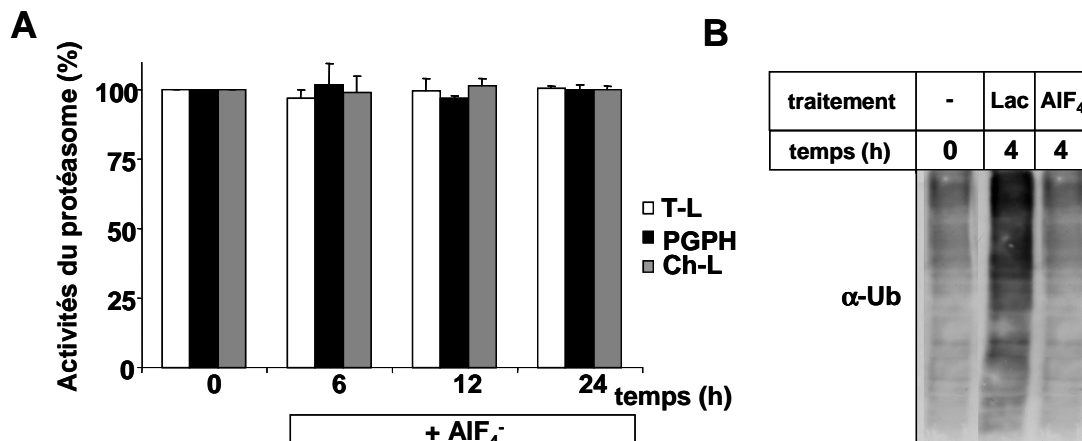 A
Activités du protéasome (%)
100
75
50
25
0
0 6 12 24
temps (h)
+ AlF4-
T-L
PGPH
Ch-L
B
traitement - Lac AlF4
temps (h) 0 4 4
α-Ub